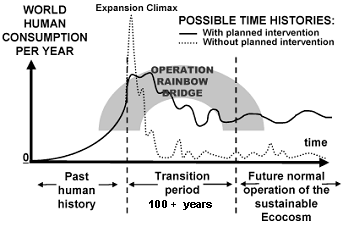 WORLD
HUMAN
CONSUMPTION
PER YEAR
Expansion Climax
POSSIBLE TIME HISTORIES:
With planned intervention
Without planned intervention
OPERATION
RAINBOW
BRIDGE
time
0
Past
human
history
Transition
period
100 + years
Future normal
operation of the
sustainable
Ecocosm